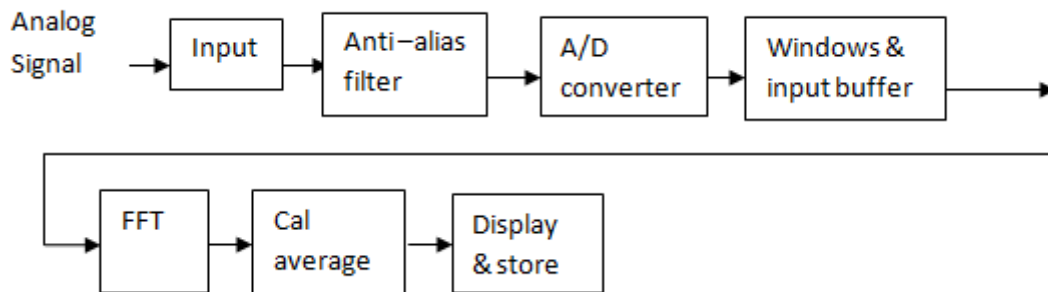 Analog
Signal
Input
Anti–alias
filter
A/D
converter
Windows &
input buffer
FFT
Cal
average
Display
& store